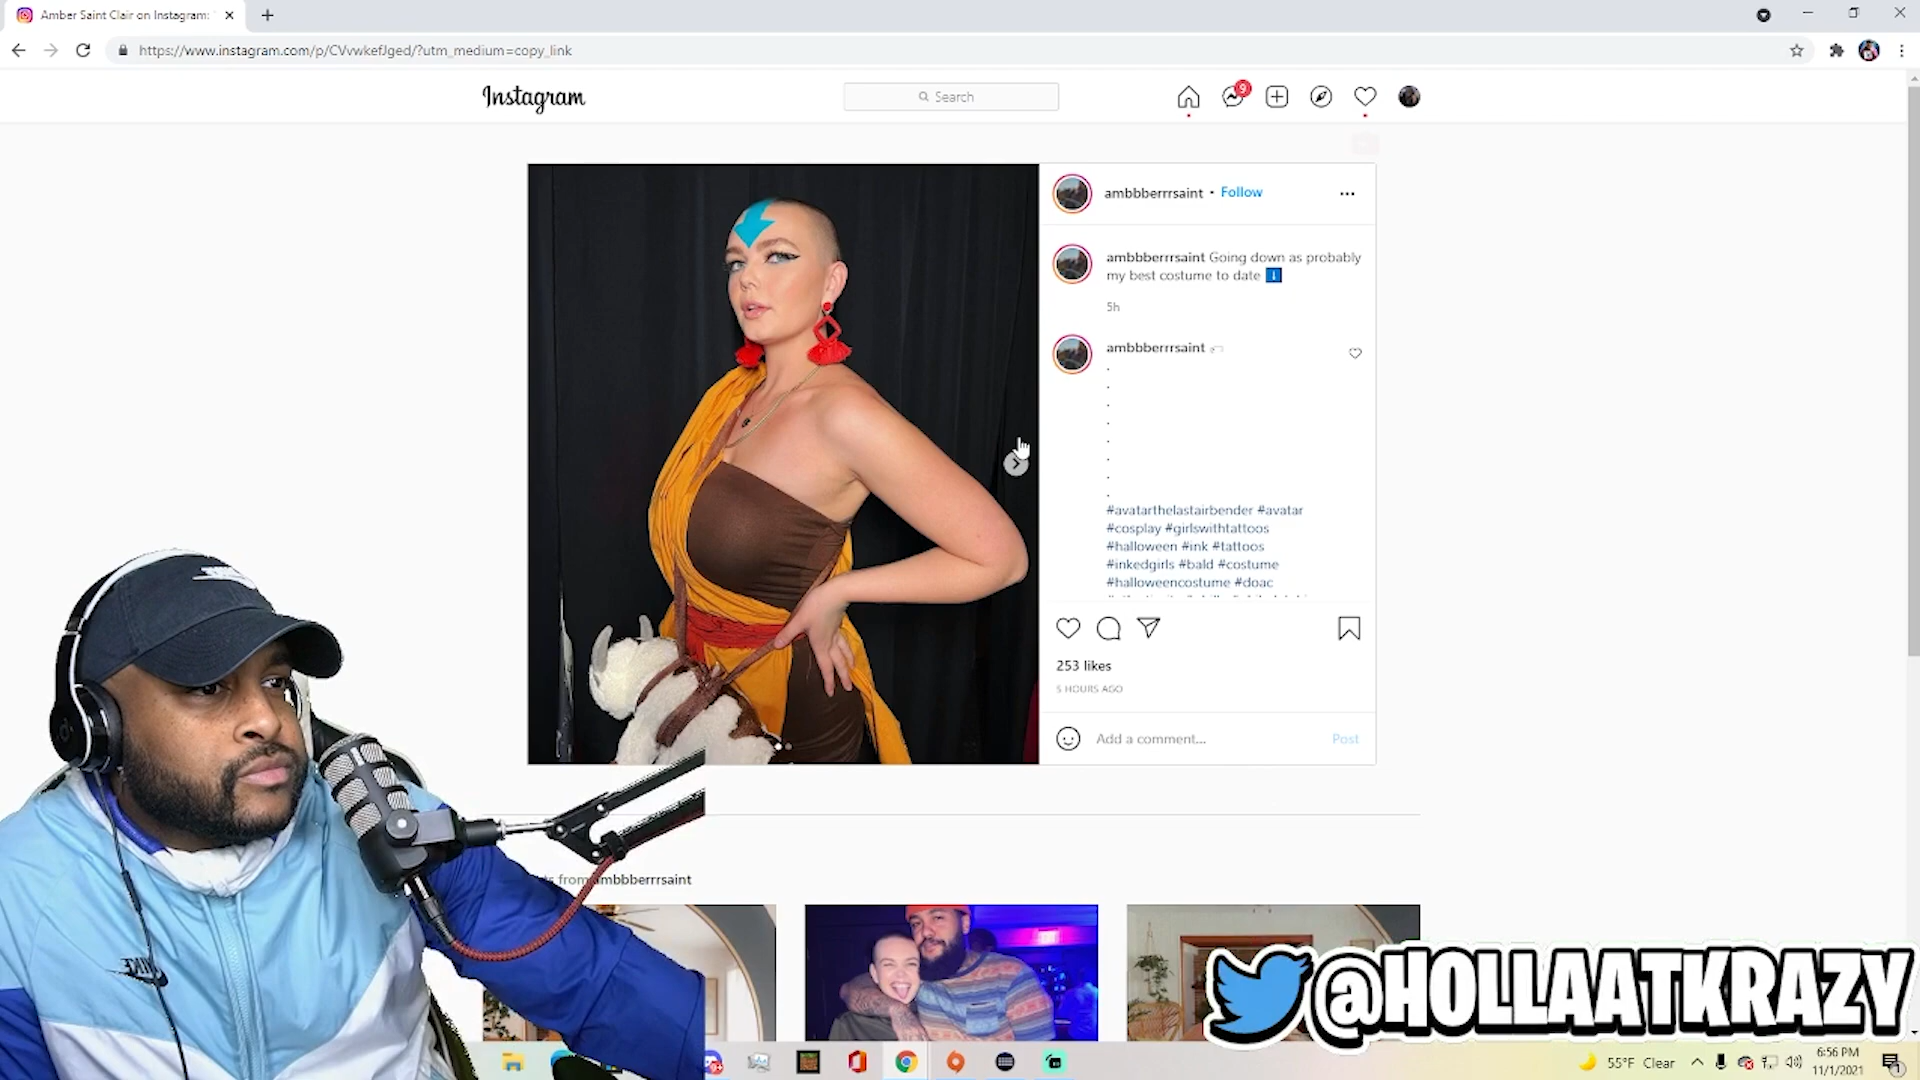 Amber Saint Clair on Instagram:
https://www.instagram.com/p/CVvwkefJged/?utm_medium=copy_link
Instagram
Search
9
ambbberrrsaint • Follow
ambbberrrsaint Going down as probably
my best costume to date
5h
ambbberrrsaint
.
.
.
.
.
.
.
.
#avatarthelastairbender #avatar
#cosplay #girlswithtattoos
#halloween #ink #tattoos
#inkedgirls #bald #costume
#halloweencostume #doac
253 likes
5 HOURS AGO
Add a comment... Post
from ambbberrrsaint
@HOLLAATKRAZY
55°F Clear
6:56 PM
11/1/2021
1